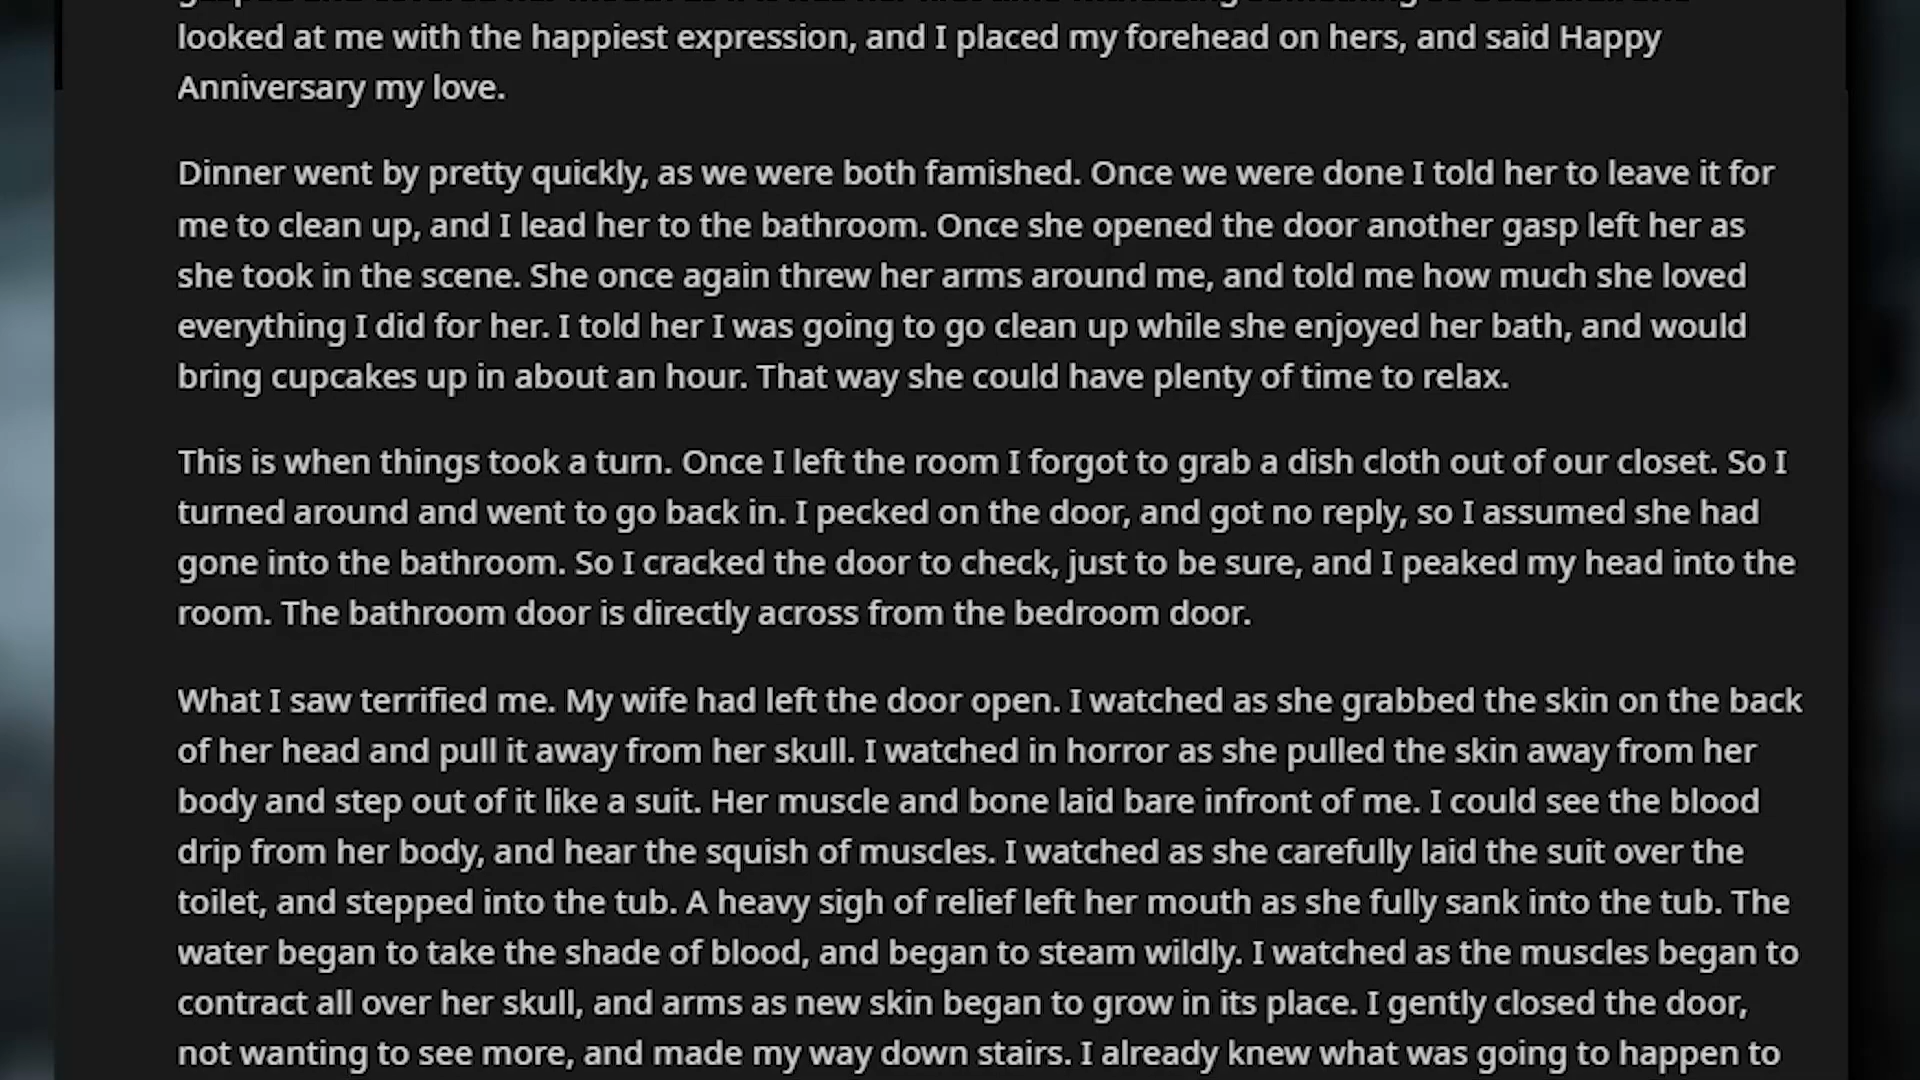 looked at me with the happiest expression, and I placed my forehead on hers, and said Happy
Anniversary my love.
Dinner went by pretty quickly, as we were both famished. Once we were done I told her to leave it for
me to clean up, and I lead her to the bathroom. Once she opened the door another gasp left her as
she took in the scene. She once again threw her arms around me, and told me how much she loved
everything I did for her. I told her I was going to go clean up while she enjoyed her bath, and would
bring cupcakes up in about an hour. That way she could have plenty of time to relax.
This is when things took a turn. Once I left the room I forgot to grab a dish cloth out of our closet. So I
turned around and went to go back in. I pecked on the door, and got no reply, so I assumed she had
gone into the bathroom. So I cracked the door to check, just to be sure, and I peaked my head into the
room. The bathroom door is directly across from the bedroom door.
What I saw terrified me. My wife had left the door open. I watched as she grabbed the skin on the back
of her head and pull it away from her skull. I watched in horror as she pulled the skin away from her
body and step out of it like a suit. Her muscle and bone laid bare infront of me. I could see the blood
drip from her body, and hear the squish of muscles. I watched as she carefully laid the suit over the
toilet, and stepped into the tub. A heavy sigh of relief left her mouth as she fully sank into the tub. The
water began to take the shade of blood, and began to steam wildly. I watched as the muscles began to
contract all over her skull, and arms as new skin began to grow in its place. I gently closed the door,
not wanting to see more, and made my way down stairs. I already knew what was going to happen to